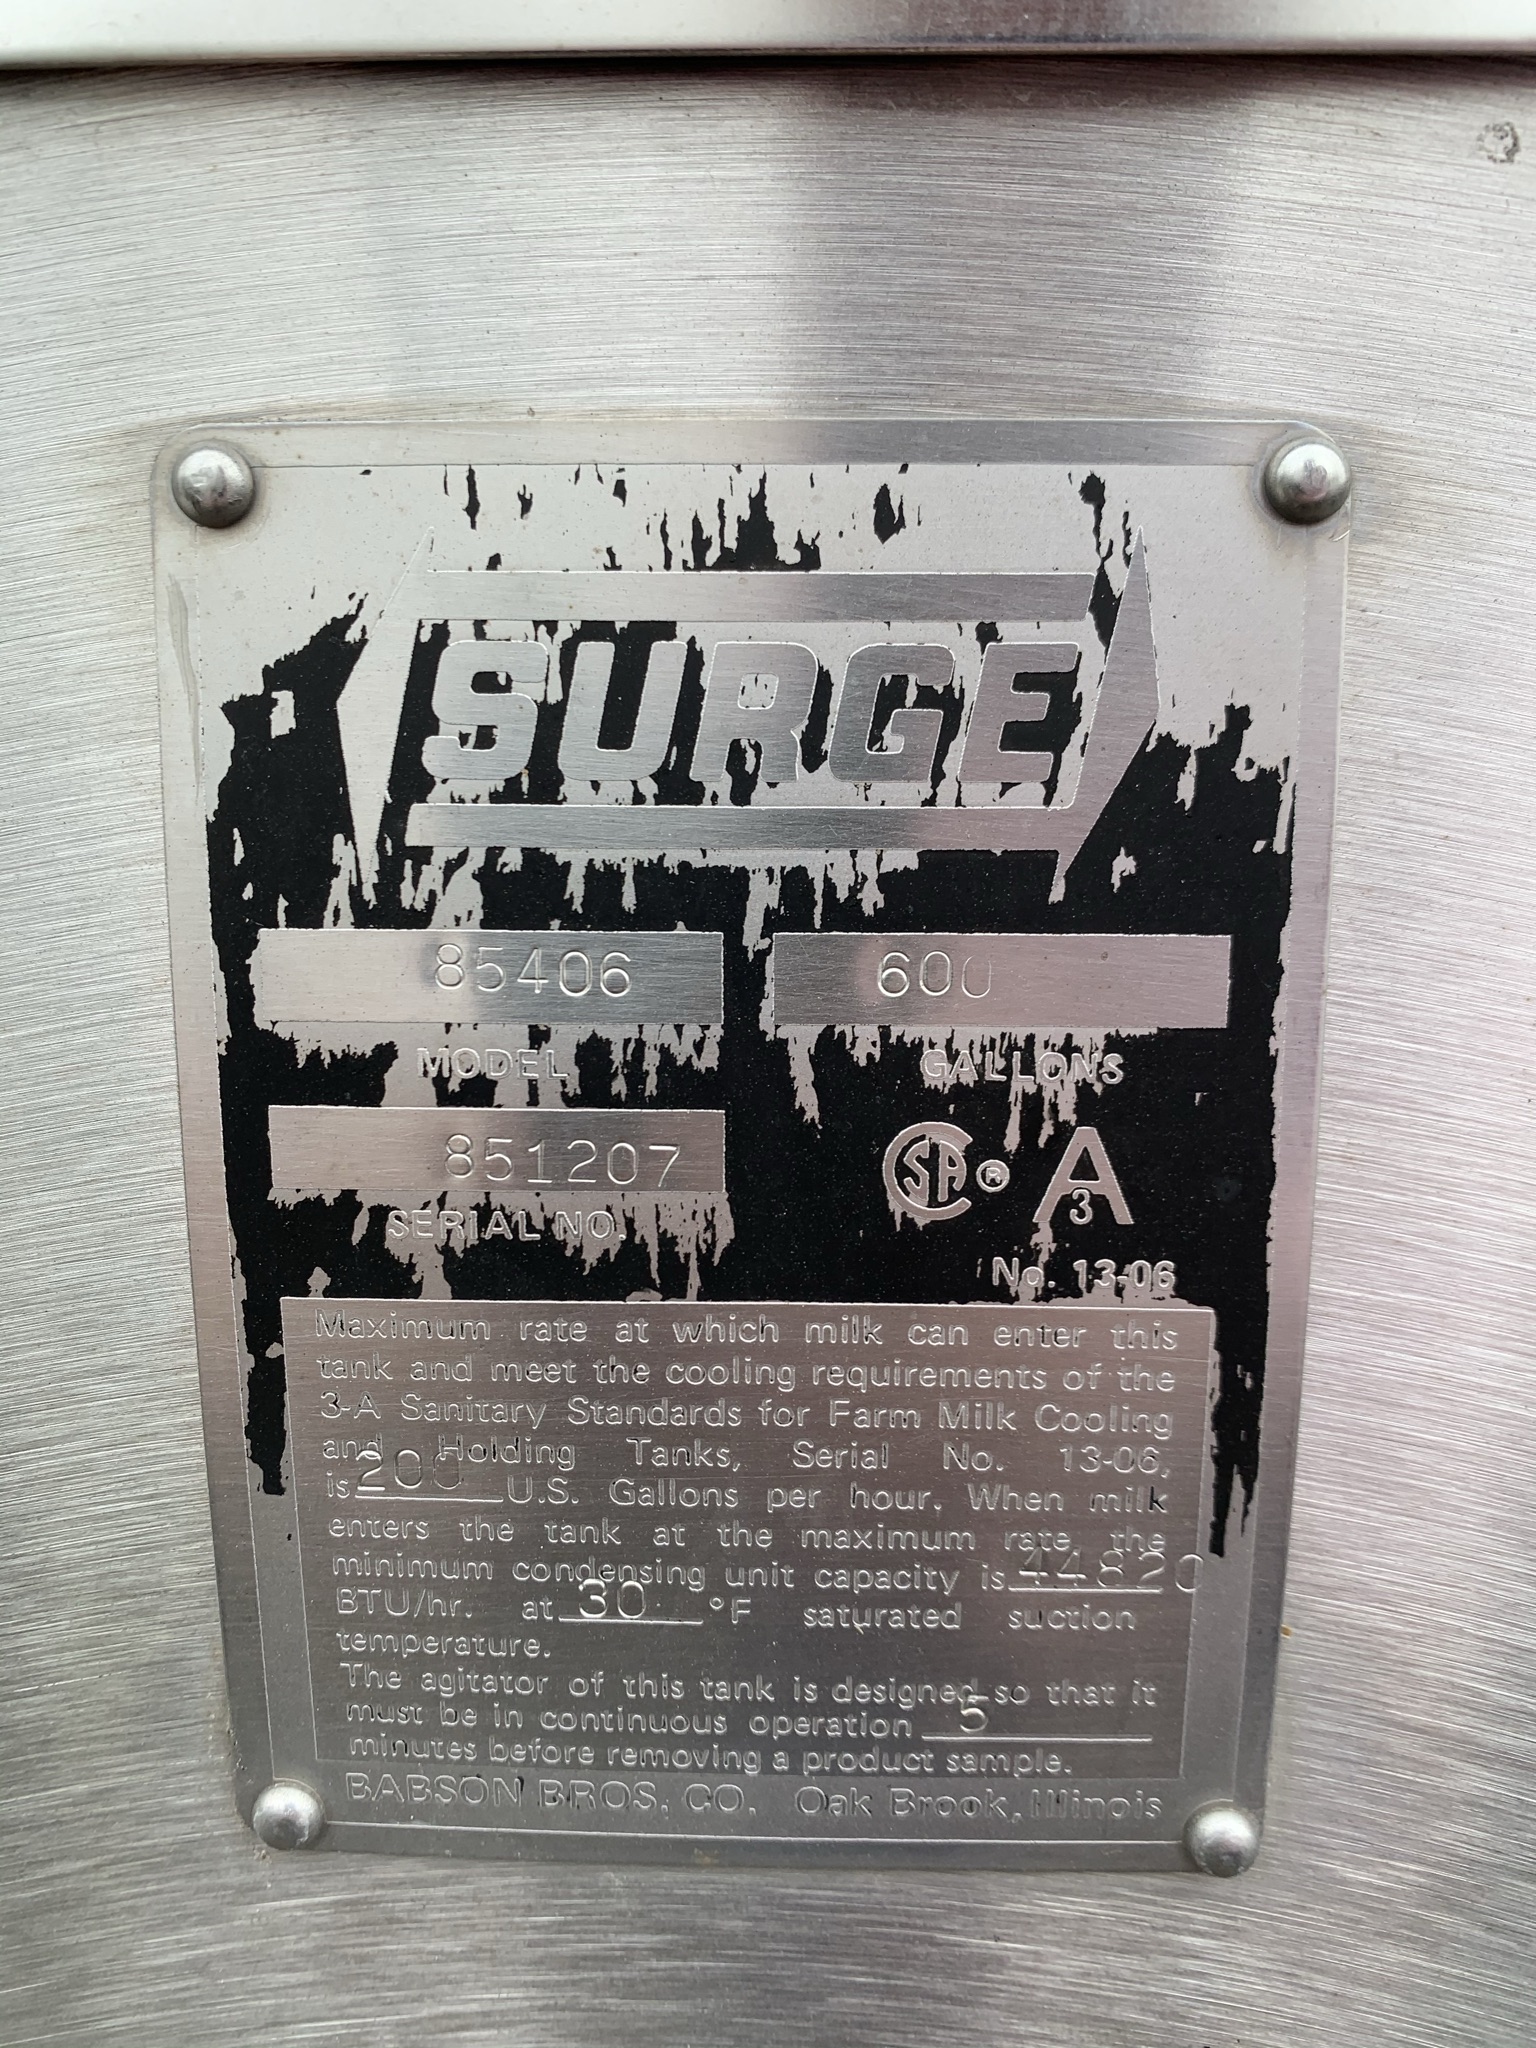 SURGE
85406 600
MODEL GALLONS
851207
SERIAL NO.
CSA ® 3A
No. 13-06
Maximum rate at which milk can enter this
tank and meet the cooling requirements of the
3-A Sanitary Standards for Farm Milk Cooling
and Holding Tanks, Serial No. 13-06,
is 200 U.S. Gallons per hour. When milk
enters the tank at the maximum rate, the
minimum condensing unit capacity is 44820
BTU/hr. at 30 °F saturated suction
temperature.
The agitator of this tank is designed so that it
must be in continuous operation 5
minutes before removing a product sample.
BABSON BROS. CO. Oak Brook, Illinois